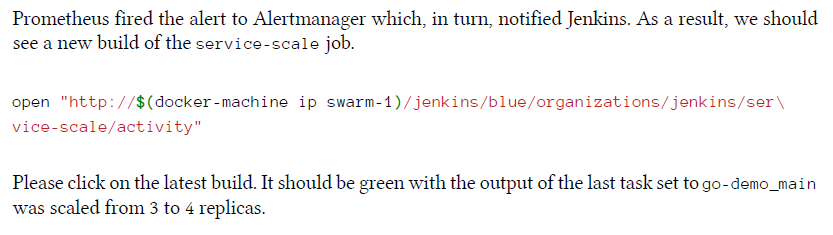 Prometheus fired the alert to Alertmanager which, in turn, notified Jenkins. As a result, we should
see a new build of the service-scale job.
open "http://$(docker-machine ip swarm-1)/jenkins/blue/organizations/jenkins/ser\
vice-scale/activity"
Please click on the latest build. It should be green with the output of the last task set to go-demo_main
was scaled from 3 to 4 replicas.